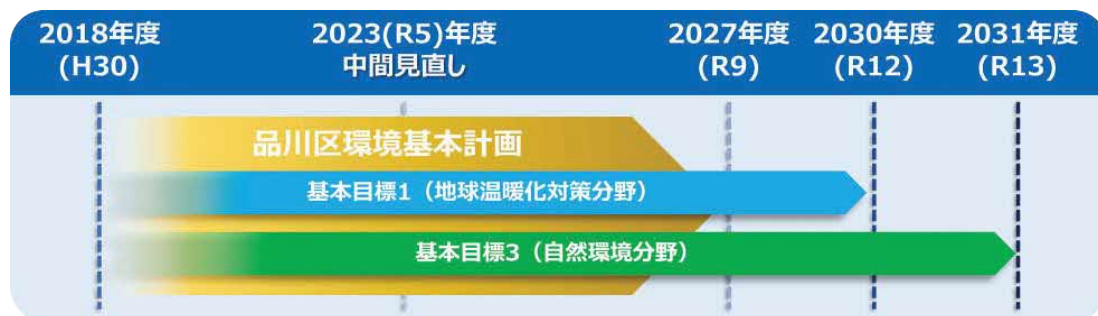 2018年度
(H30)
2023(R5)年度
中間見直し
2027年度
(R9)
2030年度
(R12)
2031年度
(R13)
品川区環境基本計画
基本目標1（地球温暖化対策分野）
基本目標3（自然環境分野）